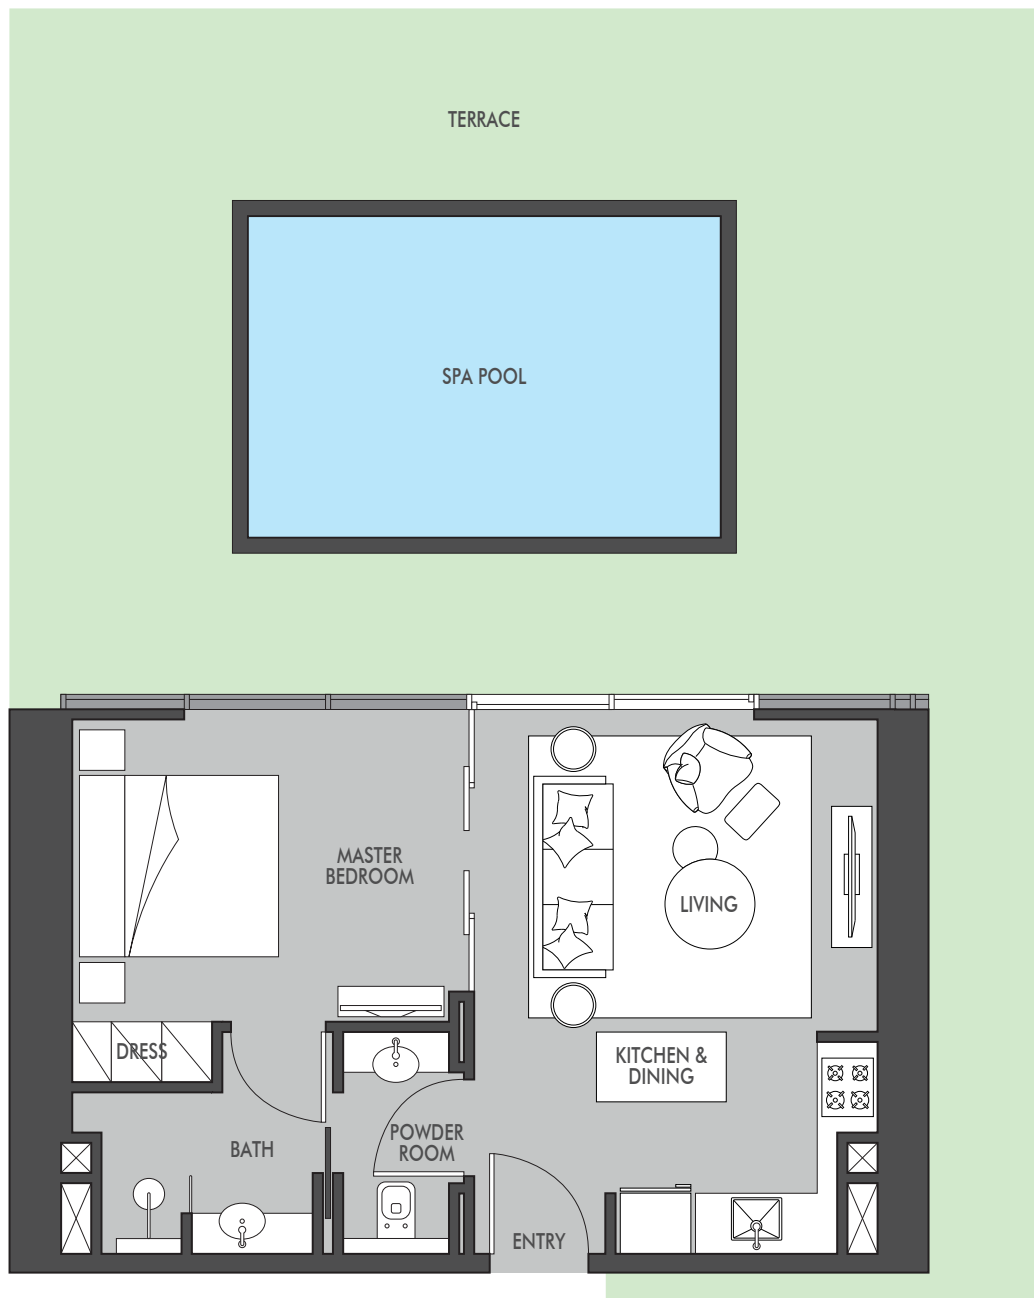 TERRACE
SPA POOL
MASTER
BEDROOM
LIVING
DRESS
KITCHEN &
DINING
BATH
POWDER
ROOM
ENTRY